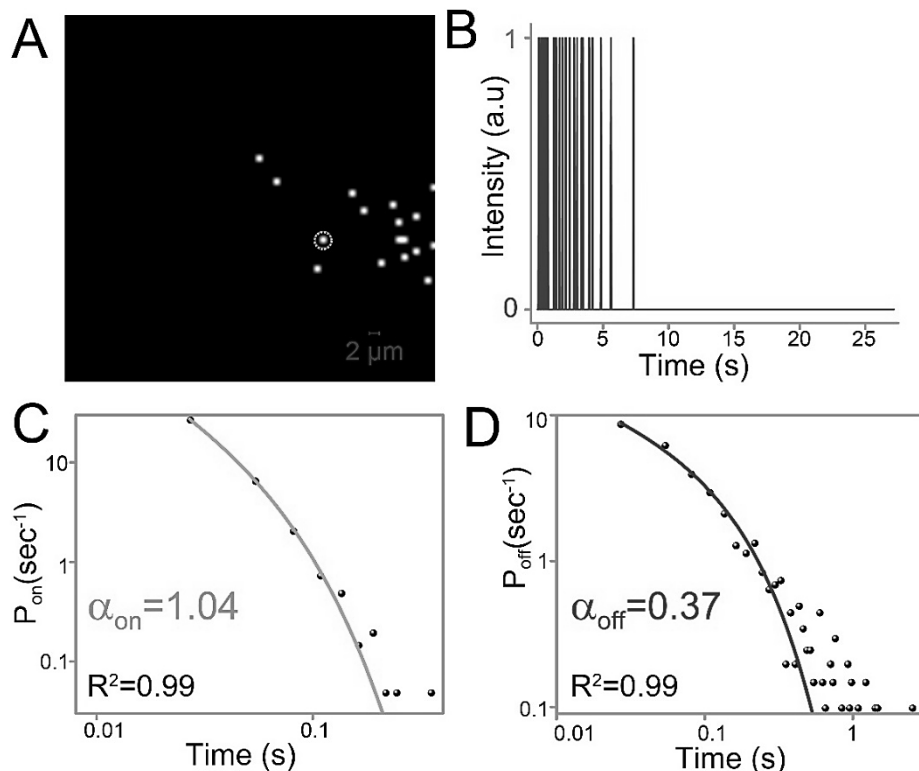 A
2 μm
B
Intensity (a.u)
1
0
0 5 10 15 20 25
Time (s)
C
P_on(sec⁻¹)
10
1
0.1
α_on=1.04
R²=0.99
0.01 0.1
Time (s)
D
P_off(sec⁻¹)
10
1
0.1
α_off=0.37
R²=0.99
0.01 0.1 1
Time (s)